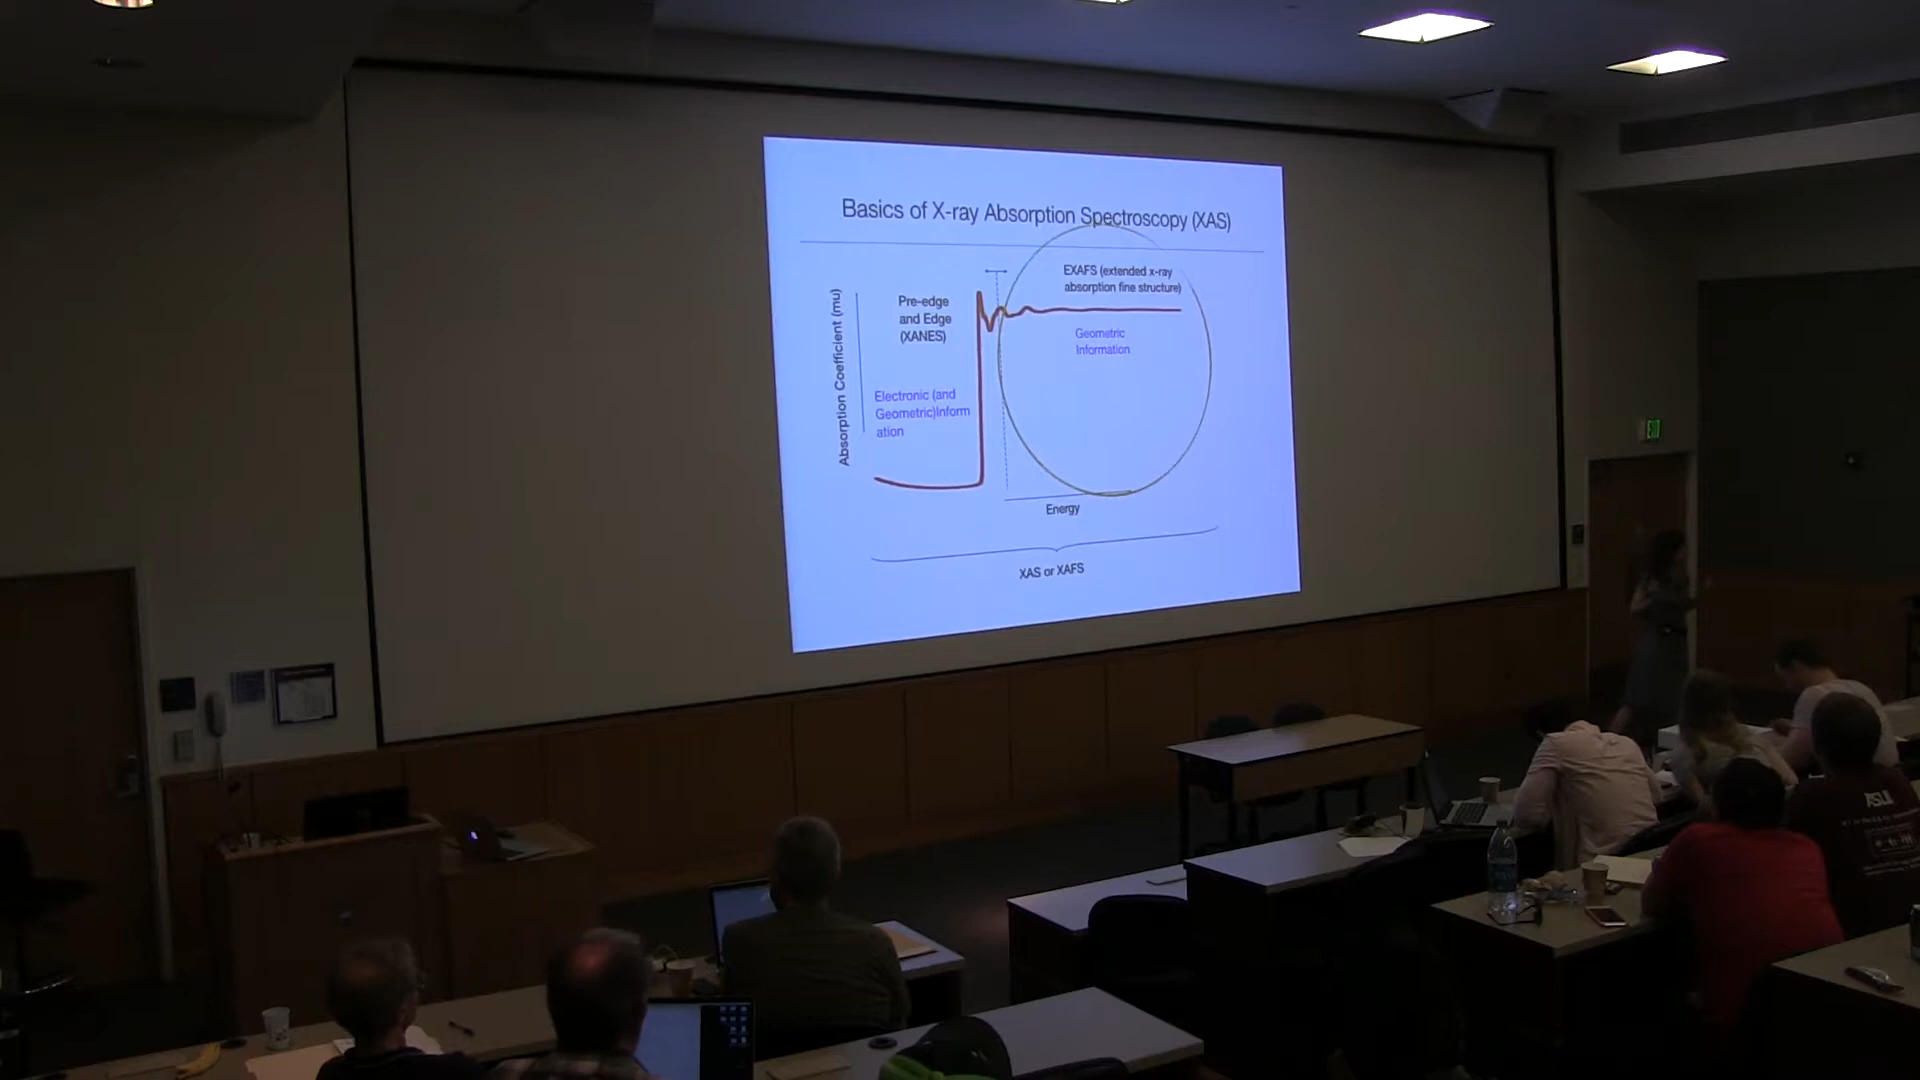 Basics of X-ray Absorption Spectroscopy (XAS)
EXAFS (extended x-ray
absorption fine structure)
Pre-edge
and Edge
(XANES)
Geometric
Information
Electronic (and
Geometric)Inform
ation
Absorption Coefficient (mu)
Energy
XAS or XAFS
ASU